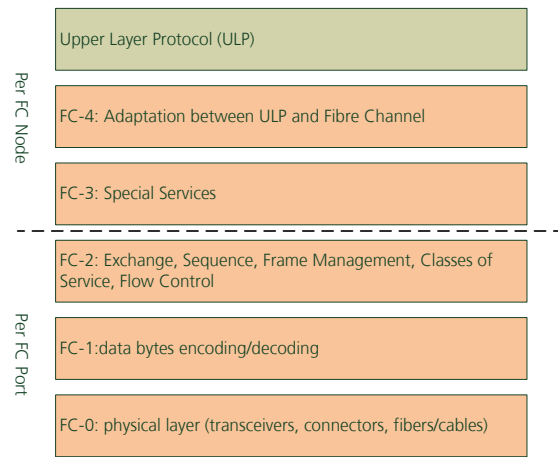 Upper Layer Protocol (ULP)
Per FC Node
FC-4: Adaptation between ULP and Fibre Channel
FC-3: Special Services
FC-2: Exchange, Sequence, Frame Management, Classes of
Service, Flow Control
Per FC Port
FC-1:data bytes encoding/decoding
FC-0: physical layer (transceivers, connectors, fibers/cables)